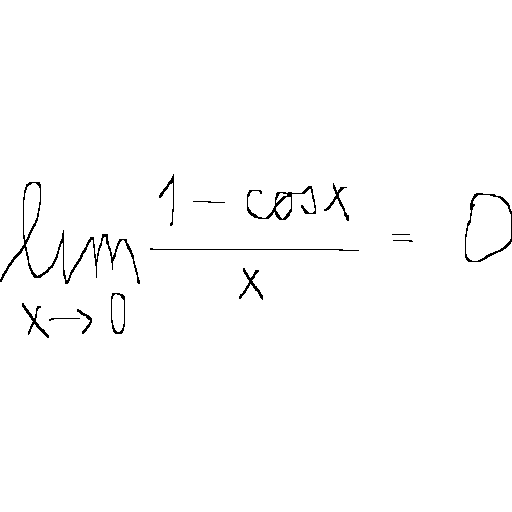 lim x→0 (1 - cos x) / x = 0